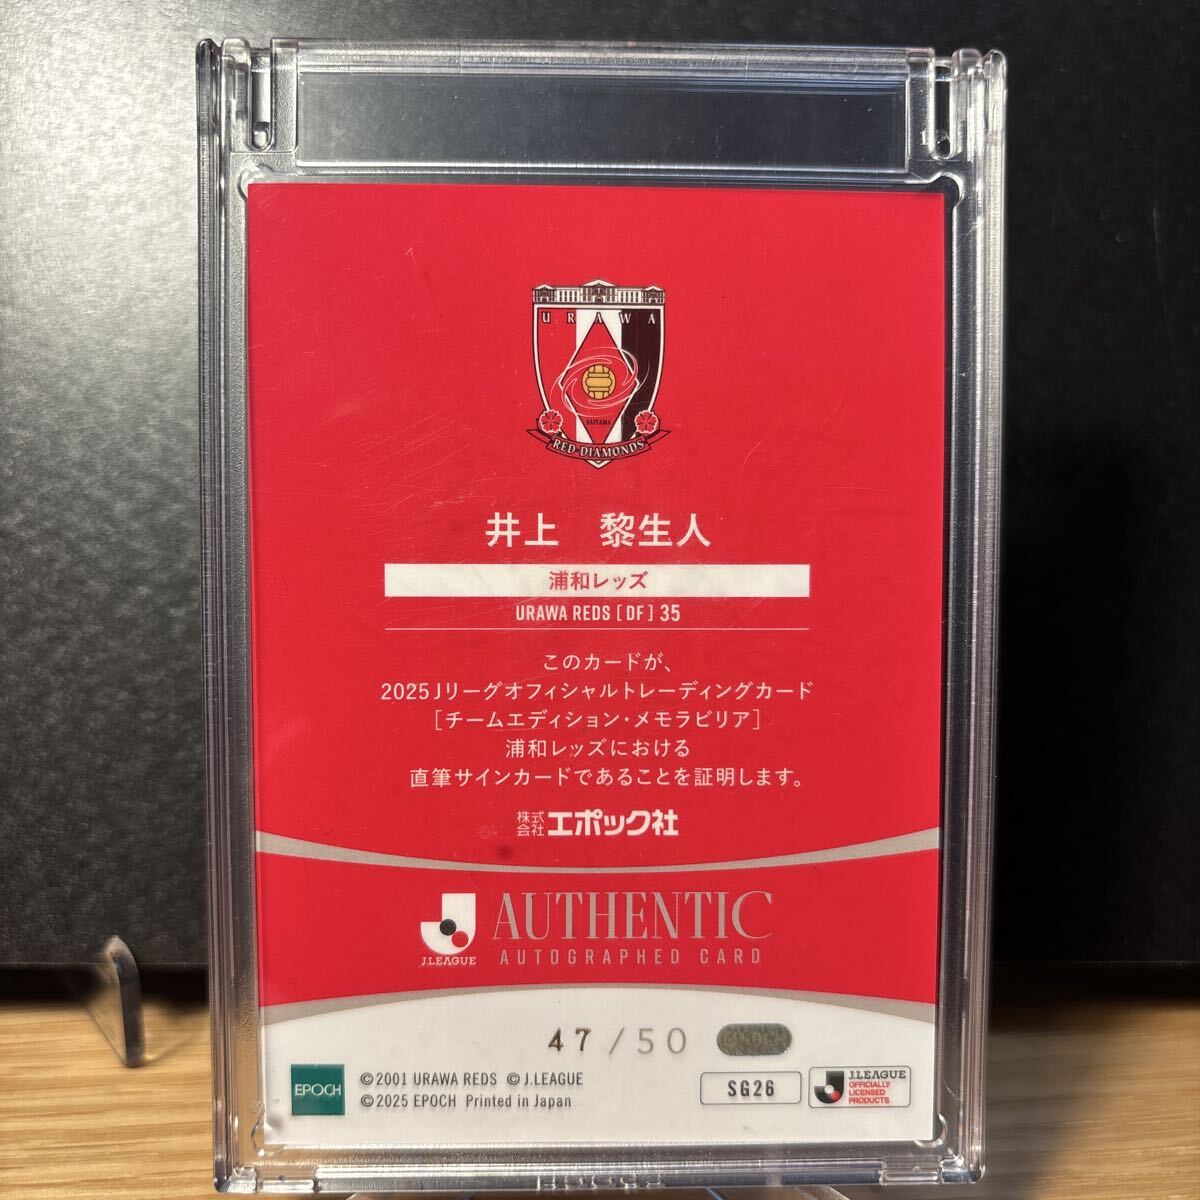 URAWA
SAITAMA
RED DIAMONDS
井上 黎生人
浦和レッズ
URAWA REDS [DF] 35
このカードが、
2025Jリーグオフィシャルトレーディングカード
[チームエディション・メモラビリア]
浦和レッズにおける
直筆サインカードであることを証明します。
株式会社エポック社
J.LEAGUE
AUTHENTIC
AUTOGRAPHED CARD
47/50
EPOCH
©2001 URAWA REDS ©J.LEAGUE
©2025 EPOCH Printed in Japan
SG26
J.LEAGUE
OFFICIALLY
LICENSED
PRODUCTS